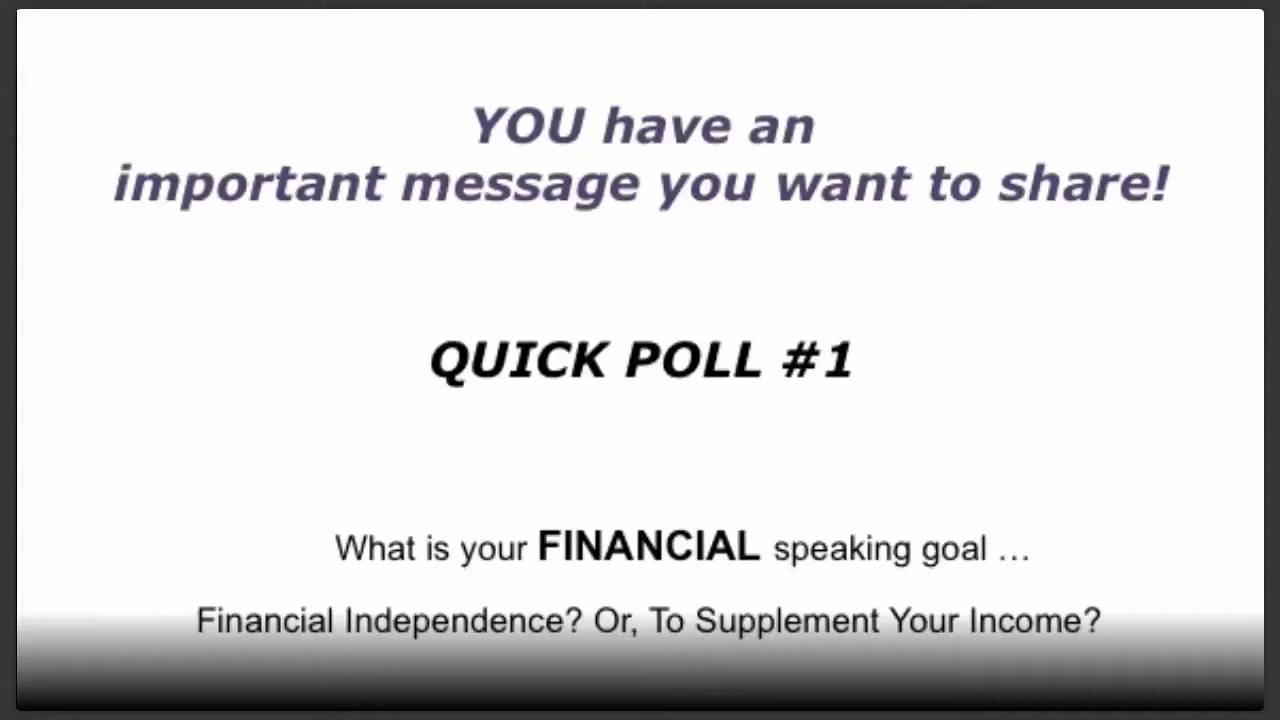 YOU have an
important message you want to share!
QUICK POLL #1
What is your FINANCIAL speaking goal …
Financial Independence? Or, To Supplement Your Income?